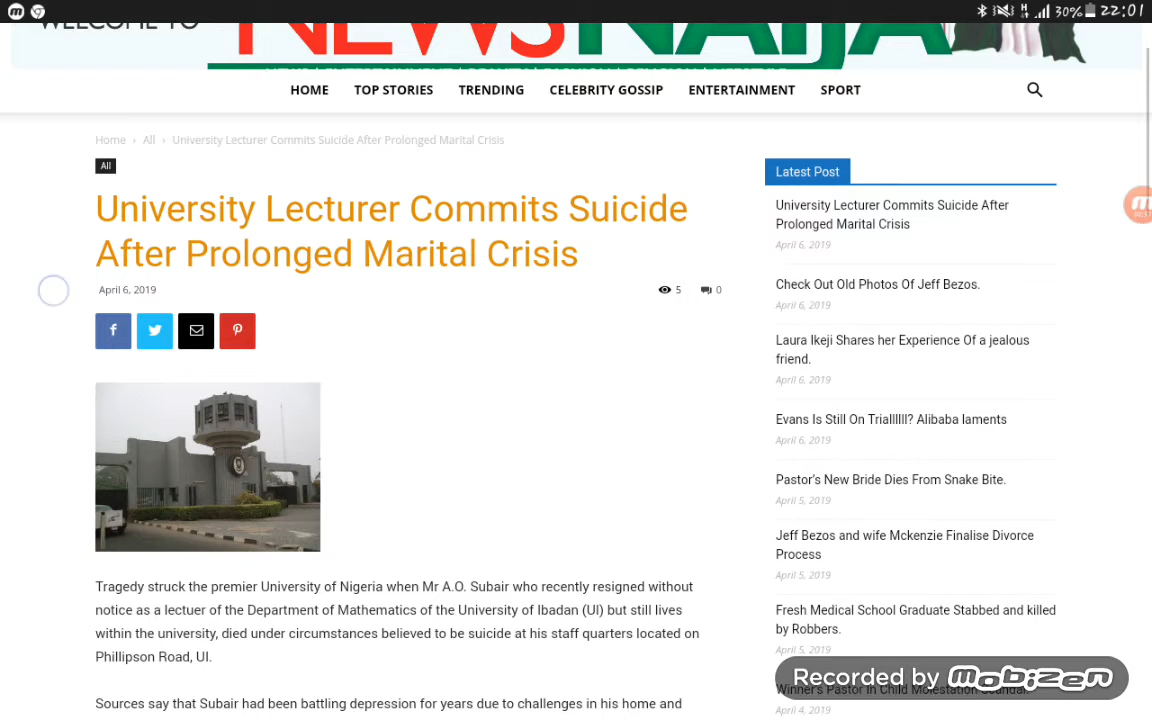 30% 22:01
WELCOME TO
NEWSNAIJA
HOME TOP STORIES TRENDING CELEBRITY GOSSIP ENTERTAINMENT SPORT
Home › All › University Lecturer Commits Suicide After Prolonged Marital Crisis
All
University Lecturer Commits Suicide
After Prolonged Marital Crisis
April 6, 2019 5 0
Tragedy struck the premier University of Nigeria when Mr A.O. Subair who recently resigned without
notice as a lectuer of the Department of Mathematics of the University of Ibadan (UI) but still lives
within the university, died under circumstances believed to be suicide at his staff quarters located on
Phillipson Road, UI.
Sources say that Subair had been battling depression for years due to challenges in his home and
Latest Post
University Lecturer Commits Suicide After
Prolonged Marital Crisis
April 6, 2019
Check Out Old Photos Of Jeff Bezos.
April 6, 2019
Laura Ikeji Shares her Experience Of a jealous
friend.
April 6, 2019
Evans Is Still On Triallllll? Alibaba laments
April 6, 2019
Pastor's New Bride Dies From Snake Bite.
April 5, 2019
Jeff Bezos and wife Mckenzie Finalise Divorce
Process
April 5, 2019
Fresh Medical School Graduate Stabbed and killed
by Robbers.
April 5, 2019
Winner's Pastor In Child Molestation Scandal.
April 4, 2019
Recorded by mobizen